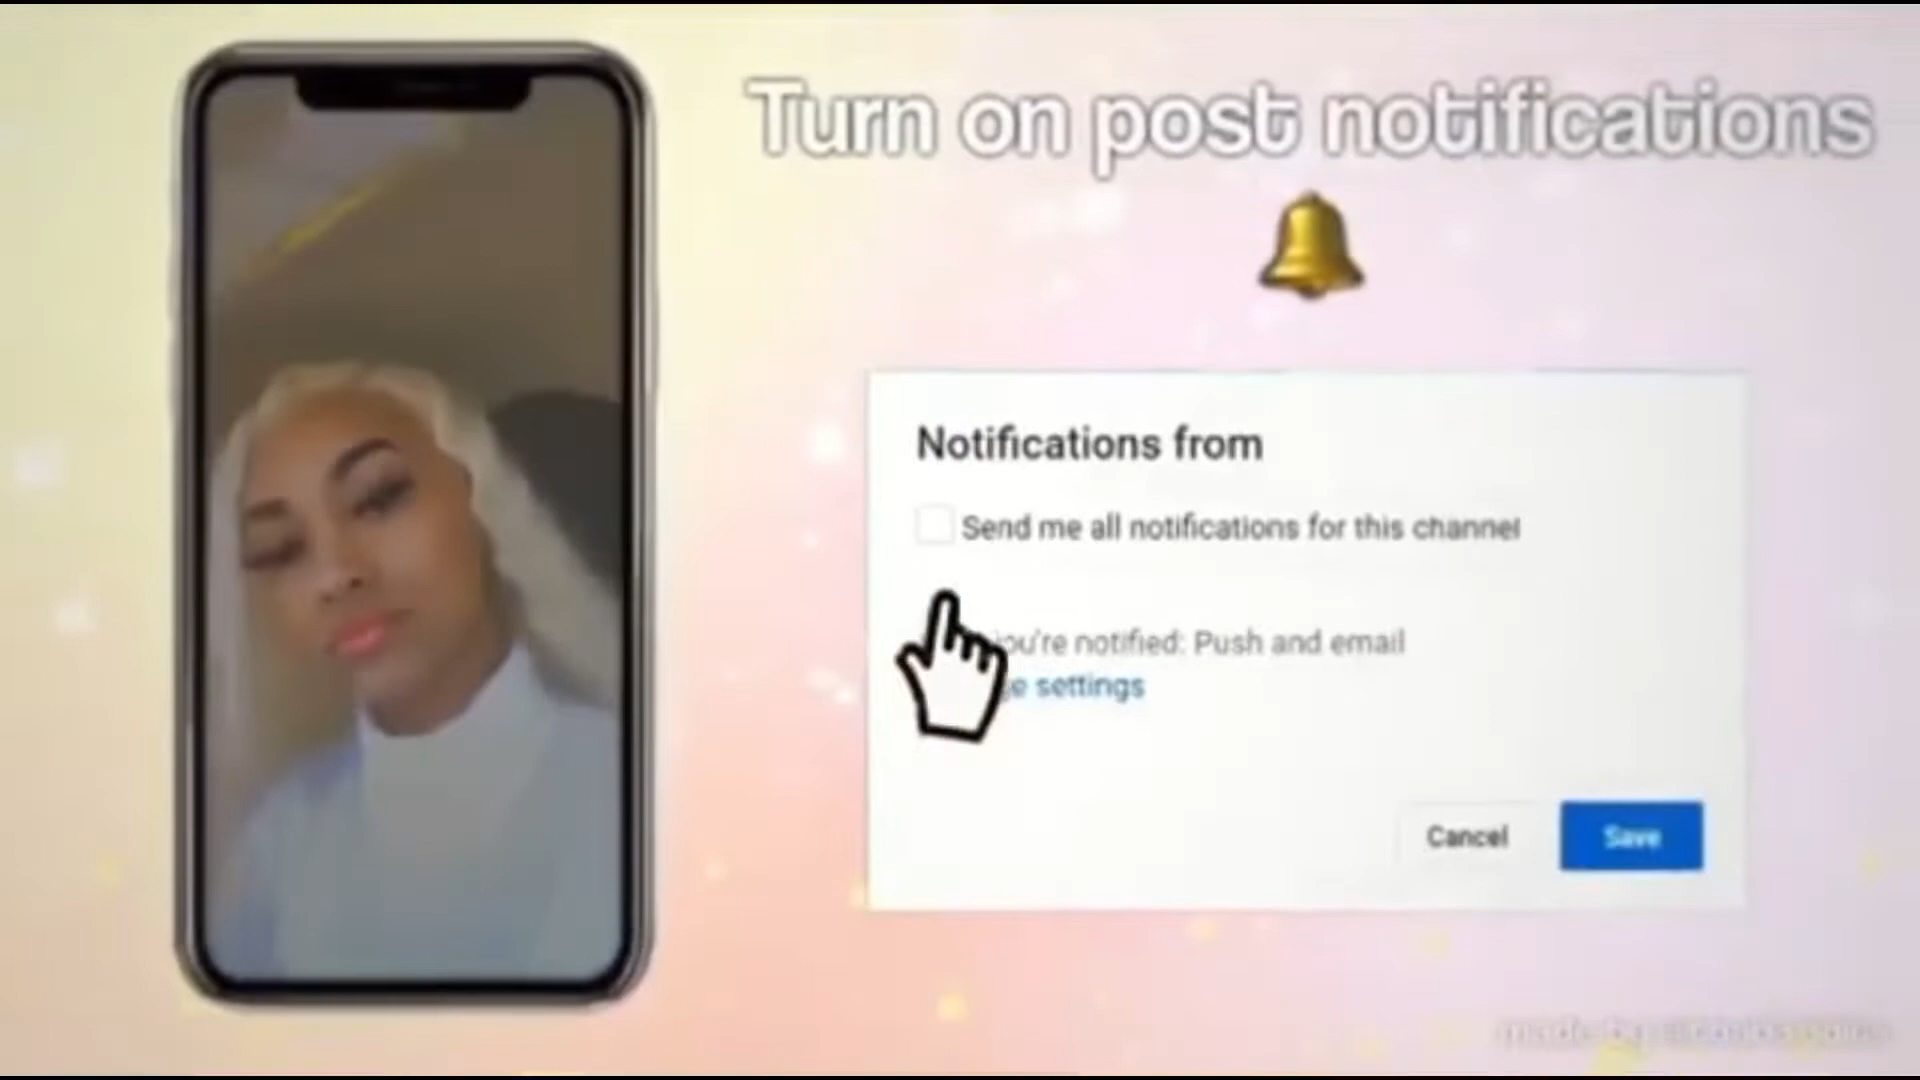 Turn on post notifications
Notifications from
Send me all notifications for this channel
you're notified: Push and email
settings
Cancel
Save